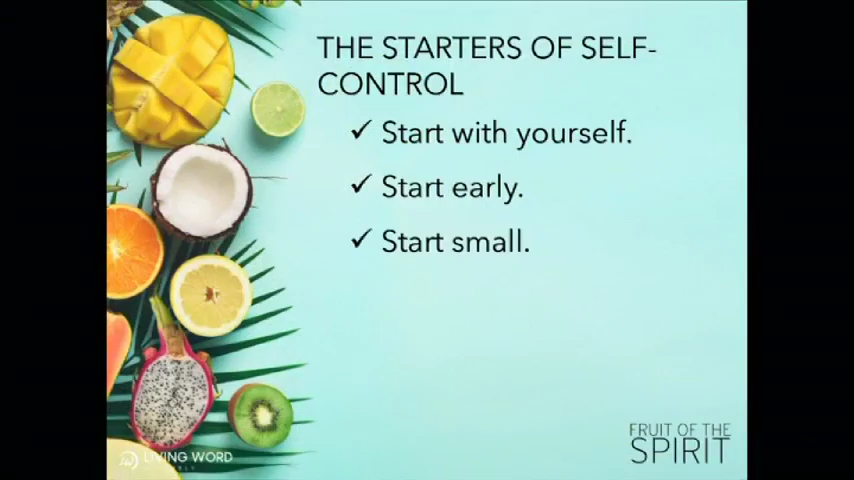 THE STARTERS OF SELF-
CONTROL
✓ Start with yourself.
✓ Start early.
✓ Start small.
FRUIT OF THE
SPIRIT
LIVING WORD